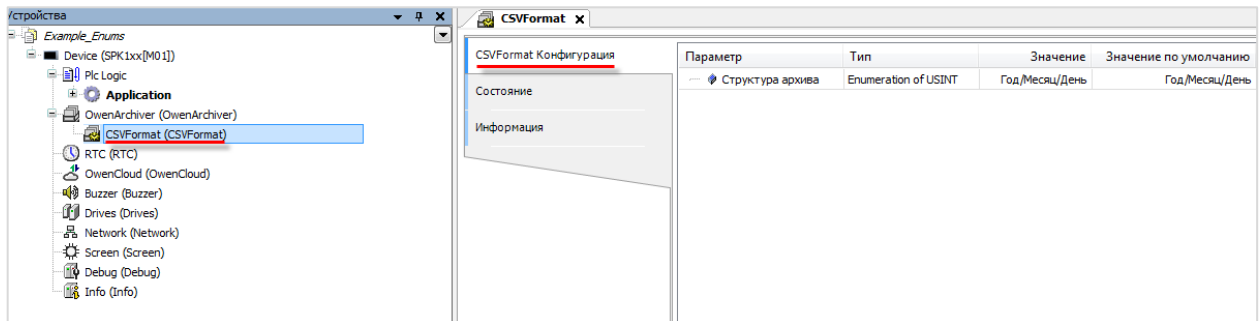 Устройства
Example_Enums
Device (SPK1xx[M01])
Plc Logic
Application
OwenArchiver (OwenArchiver)
CSVFormat (CSVFormat)
RTC (RTC)
OwenCloud (OwenCloud)
Buzzer (Buzzer)
Drives (Drives)
Network (Network)
Screen (Screen)
Debug (Debug)
Info (Info)
CSVFormat
CSVFormat Конфигурация
Состояние
Информация
Параметр Тип Значение Значение по умолчанию
Структура архива Enumeration of USINT Год/Месяц/День Год/Месяц/День